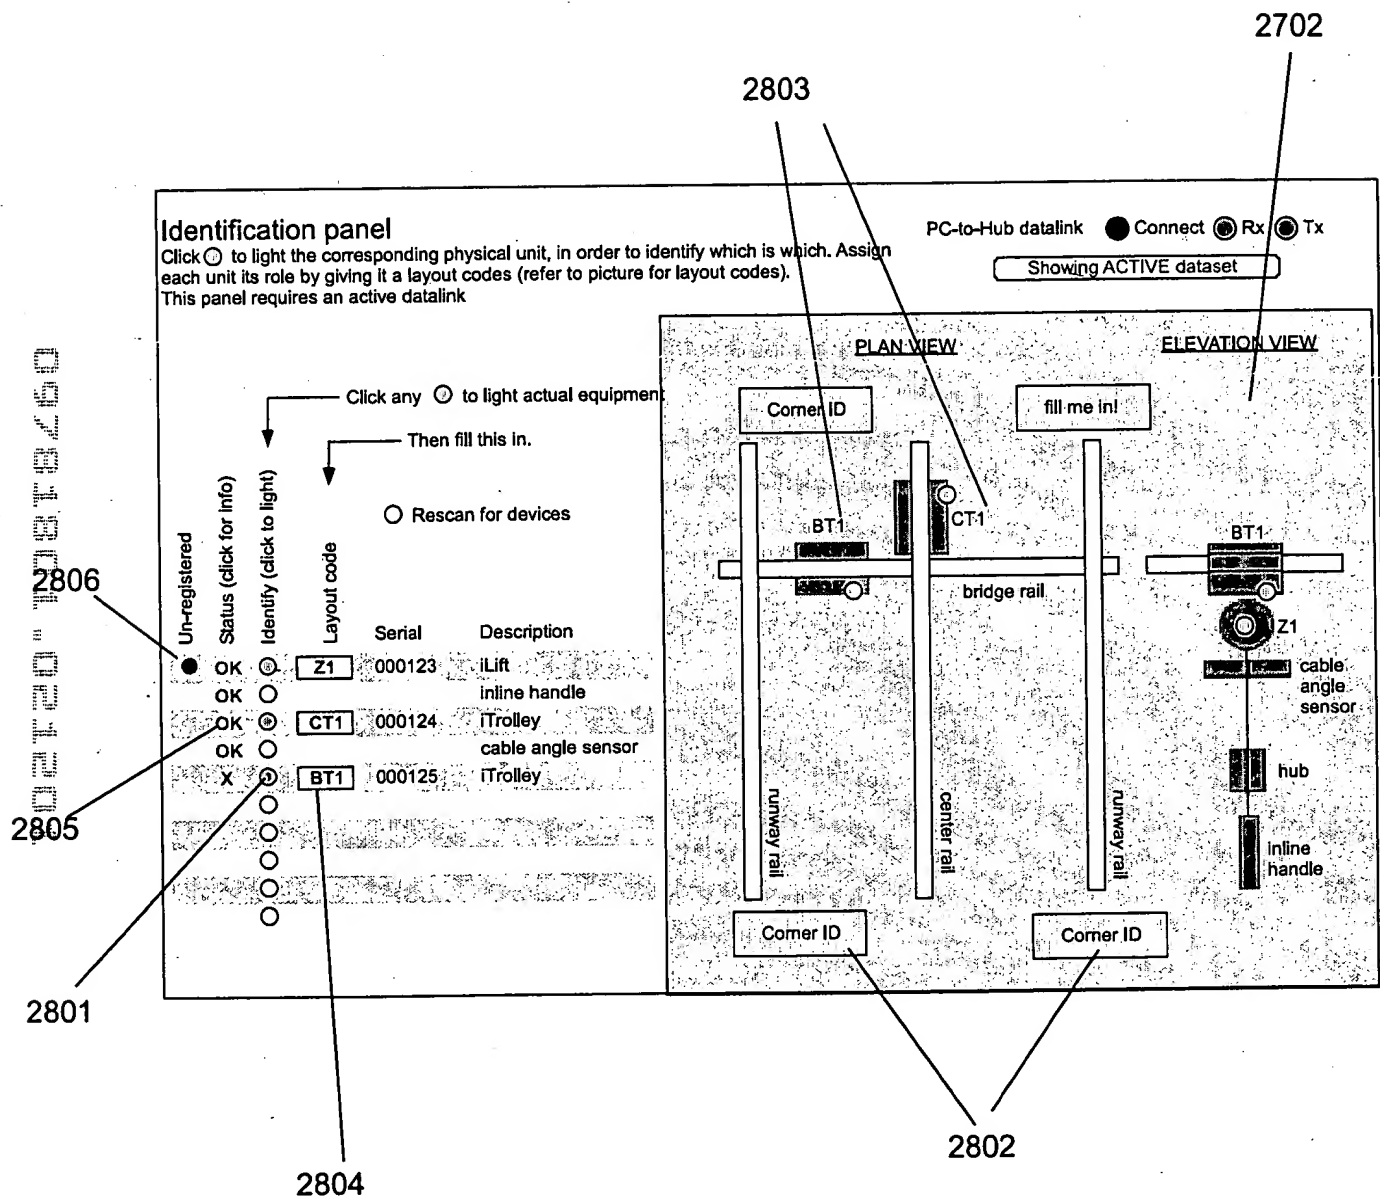 2702
2803
Identification panel
Click to light the corresponding physical unit, in order to identify which is which. Assign
each unit its role by giving it a layout codes (refer to picture for layout codes).
This panel requires an active datalink
PC-to-Hub datalink Connect Rx Tx
Showing ACTIVE dataset
PLAN VIEW
ELEVATION VIEW
Corner ID
fill me in!
Click any to light actual equipment
Then fill this in.
Rescan for devices
BT1
CT1
BT1
bridge rail
Z1
cable
angle
sensor
hub
inline
handle
runway rail
center rail
runway rail
Corner ID
Corner ID
2806
Un-registered
Status (click for info)
Identify (click to light)
Layout code
Serial
Description
OK Z1 000123 iLift
OK inline handle
OK CT1 000124 iTrolley
OK cable angle sensor
X BT1 000125 iTrolley
2805
2801
2802
2804